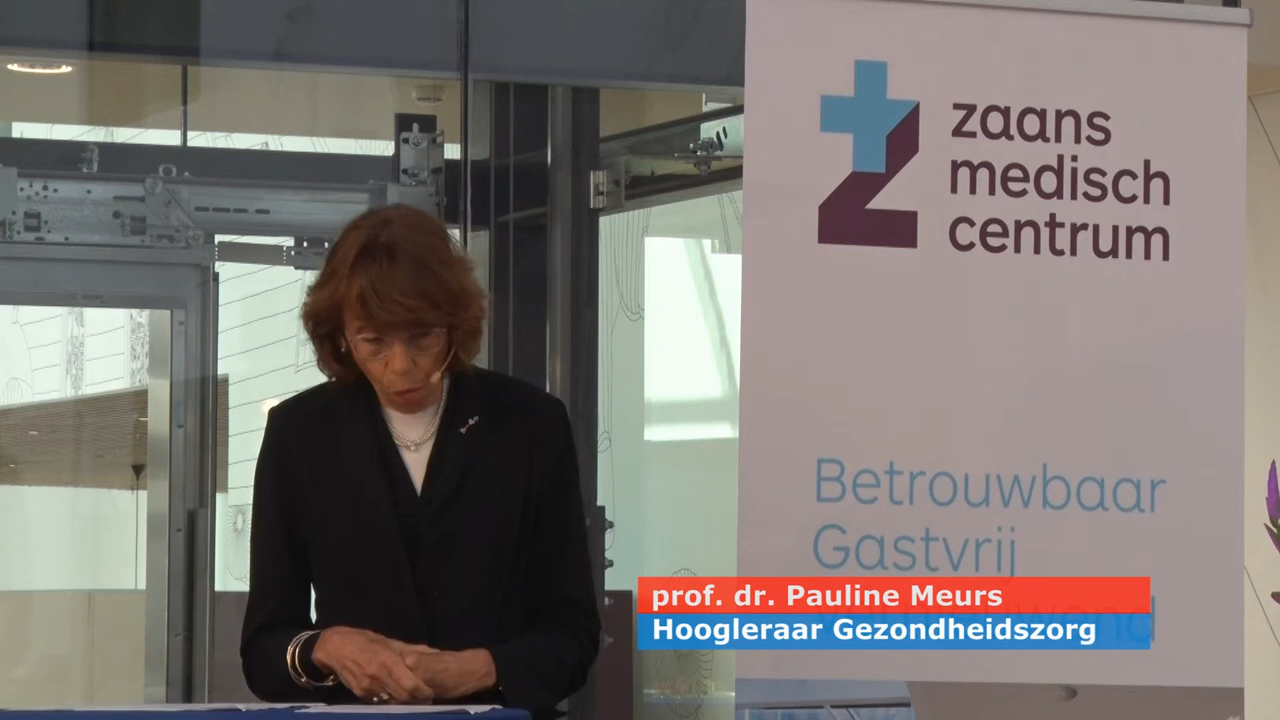 zaans
medisch
centrum
Betrouwbaar
Gastvrij
prof. dr. Pauline Meurs
Hoogleraar Gezondheidszorg